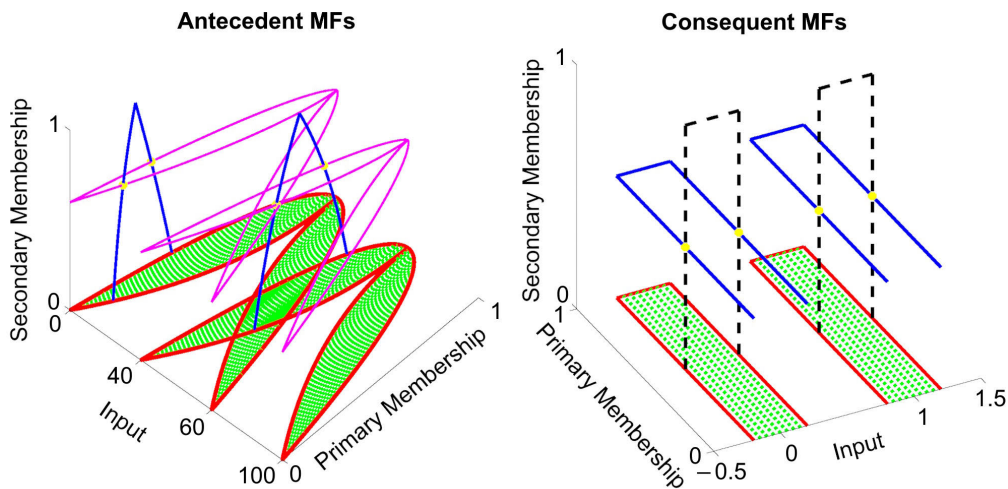 Antecedent MFs
Secondary Membership
1
0
0
40
60
100
0
1
Input
Primary Membership
Consequent MFs
Secondary Membership
1
0
1
0
Primary Membership
−0.5
0
1
1.5
Input